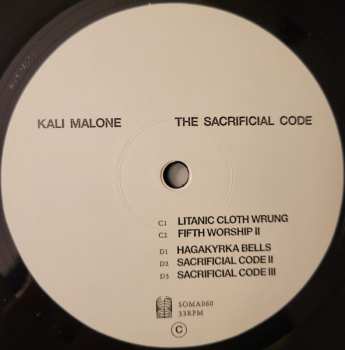 KALI MALONE THE SACRIFICIAL CODE
C1 LITANIC CLOTH WRUNG
C2 FIFTH WORSHIP II
D1 HAGAKYRKA BELLS
D2 SACRIFICIAL CODE II
D3 SACRIFICIAL CODE III
SOMA060
33RPM
C